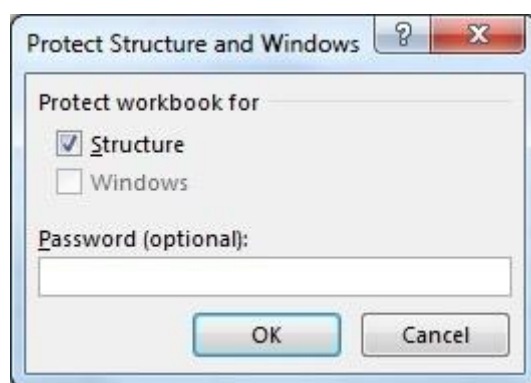 Protect Structure and Windows
?
Protect workbook for
Structure
Windows
Password (optional):
OK
Cancel